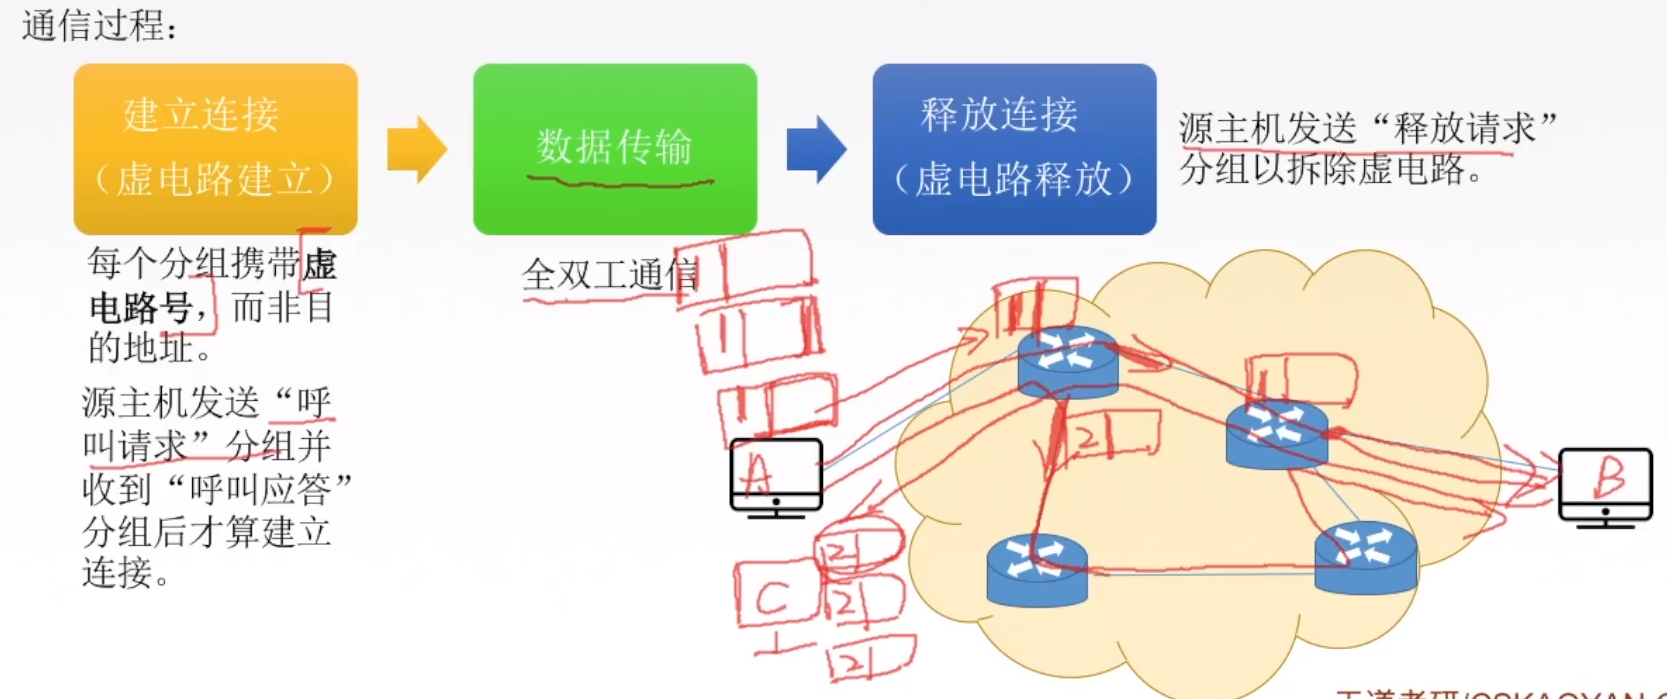 通信过程：
建立连接
（虚电路建立）
数据传输
释放连接
（虚电路释放）
源主机发送“释放请求”
分组以拆除虚电路。
每个分组携带虚
电路号，而非目
的地址。
源主机发送“呼
叫请求”分组并
收到“呼叫应答”
分组后才算建立
连接。
全双工通信
1
1
1
1
2
A
B
C
2
2
2
王道考研/CSKAOYAN.C